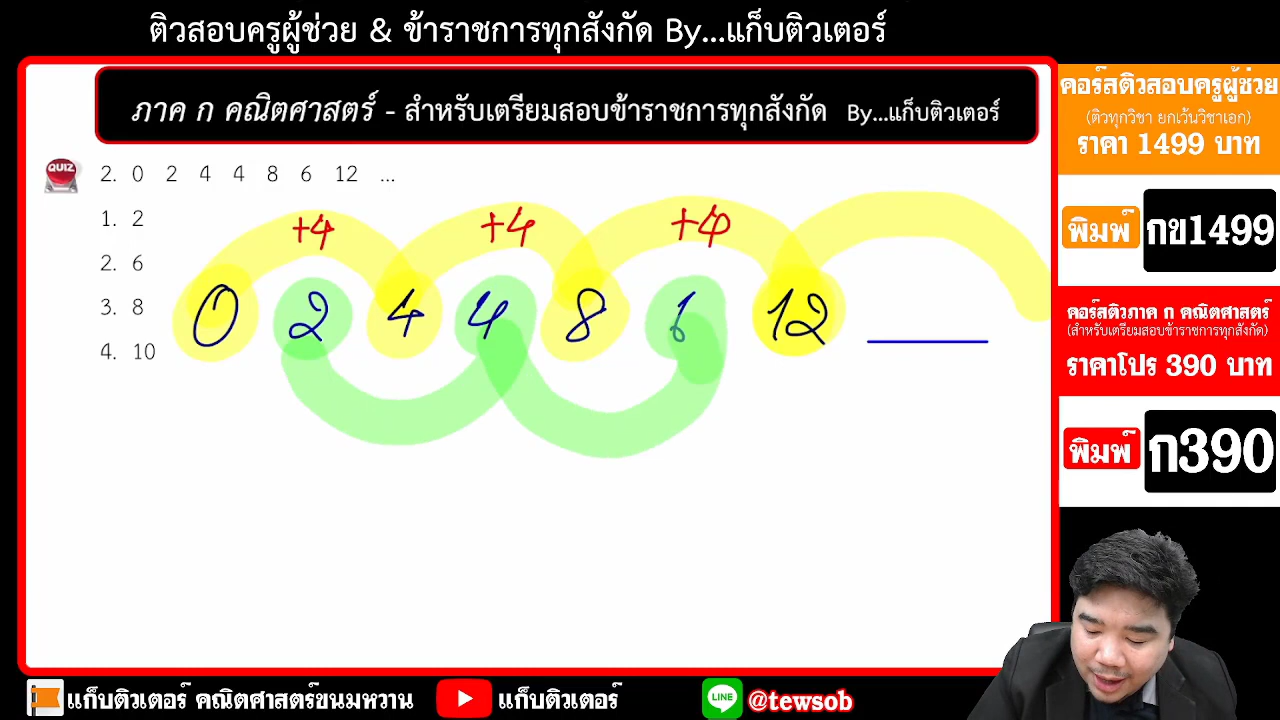 ติวสอบครูผู้ช่วย & ข้าราชการทุกสังกัด By...แก็บติวเตอร์
ภาค ก คณิตศาสตร์ - สำหรับเตรียมสอบข้าราชการทุกสังกัด By...แก็บติวเตอร์
QUIZ
2. 0 2 4 4 8 6 12 ...
1. 2
2. 6
3. 8
4. 10
+4 +4 +4
0 2 4 4 8 6 12
คอร์สติวสอบครูผู้ช่วย
(ติวทุกวิชา ยกเว้นวิชาเอก)
ราคา 1499 บาท
พิมพ์ กข1499
คอร์สติวภาค ก คณิตศาสตร์
(สำหรับเตรียมสอบข้าราชการทุกสังกัด)
ราคาโปร 390 บาท
พิมพ์ ก390
แก็บติวเตอร์ คณิตศาสตร์ขนมหวาน
แก็บติวเตอร์
LINE @tewsob